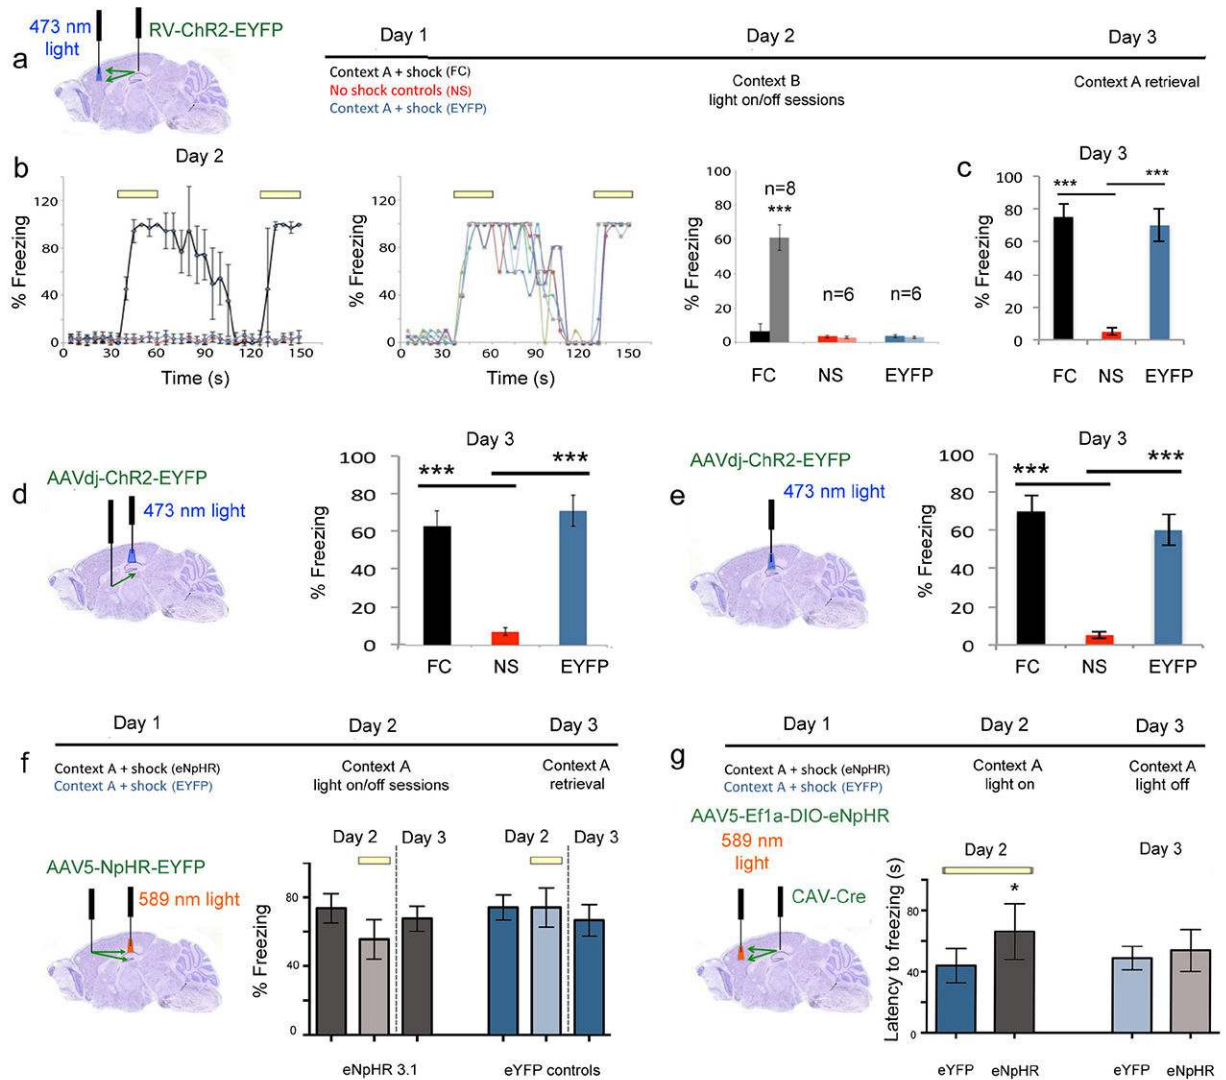 a
473 nm
light
RV-ChR2-EYFP
Day 1
Day 2
Day 3
Context A + shock (FC)
No shock controls (NS)
Context A + shock (EYFP)
Context B
light on/off sessions
Context A retrieval
b
Day 2
% Freezing
120
80
40
0
0 30 60 90 120 150
Time (s)
% Freezing
120
80
40
0
0 30 60 90 120 150
Time (s)
% Freezing
100
80
60
40
20
0
n=8
***
n=6
n=6
FC NS EYFP
c
Day 3
% Freezing
100
80
60
40
20
0
*** ***
FC NS EYFP
d
AAVdj-ChR2-EYFP
473 nm light
Day 3
% Freezing
100
80
60
40
20
0
*** ***
FC NS EYFP
e
AAVdj-ChR2-EYFP
473 nm light
Day 3
% Freezing
100
80
60
40
20
0
*** ***
FC NS EYFP
f
Day 1 Day 2 Day 3
Context A + shock (eNpHR)
Context A + shock (EYFP)
Context A
light on/off sessions
Context A
retrieval
AAV5-NpHR-EYFP
589 nm light
Day 2 Day 3 Day 2 Day 3
% Freezing
80
40
0
eNpHR 3.1 eYFP controls
g
Day 1 Day 2 Day 3
Context A + shock (eNpHR)
Context A + shock (EYFP)
Context A
light on
Context A
light off
AAV5-Ef1a-DIO-eNpHR
589 nm
light
CAV-Cre
Day 2 Day 3
*
Latency to freezing (s)
80
40
0
eYFP eNpHR eYFP eNpHR